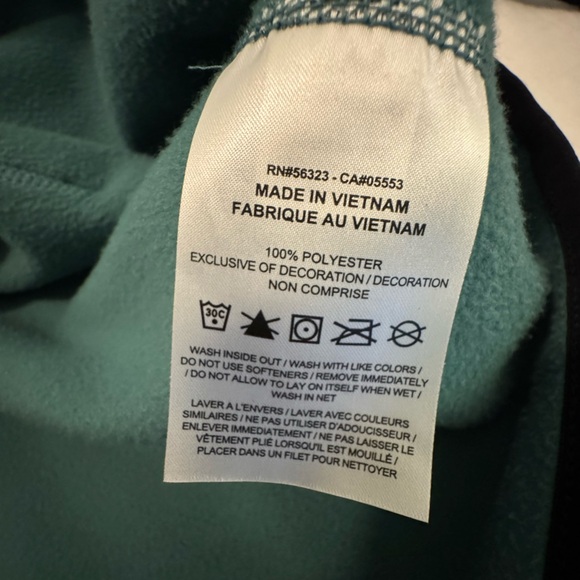 RN#56323 - CA#05553
MADE IN VIETNAM
FABRIQUE AU VIETNAM
100% POLYESTER
EXCLUSIVE OF DECORATION / DECORATION
NON COMPRISE
30C
WASH INSIDE OUT / WASH WITH LIKE COLORS /
DO NOT USE SOFTENERS / REMOVE IMMEDIATELY
/ DO NOT ALLOW TO LAY ON ITSELF WHEN WET /
WASH IN NET
LAVER À L'ENVERS / LAVER AVEC COULEURS
SIMILAIRES / NE PAS UTILISER D'ADOUCISSEUR /
ENLEVER IMMEDIATEMENT / NE PAS LAISSER LE
VÊTEMENT PLIÉ LORSQU'IL EST MOUILLÉ /
PLACER DANS UN FILET POUR NETTOYER